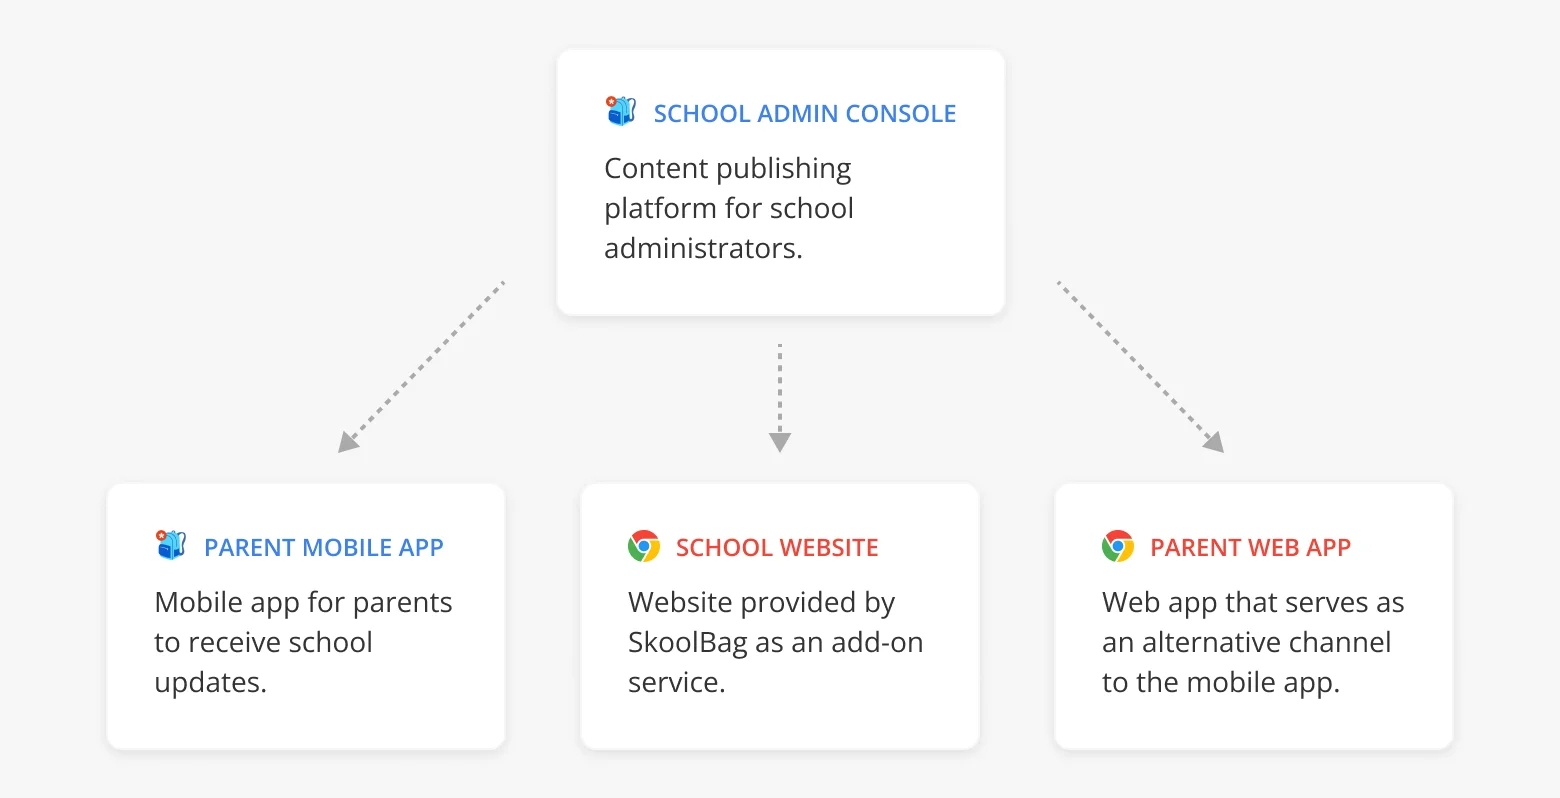 SCHOOL ADMIN CONSOLE
Content publishing
platform for school
administrators.
PARENT MOBILE APP
Mobile app for parents
to receive school
updates.
SCHOOL WEBSITE
Website provided by
SkoolBag as an add-on
service.
PARENT WEB APP
Web app that serves as
an alternative channel
to the mobile app.